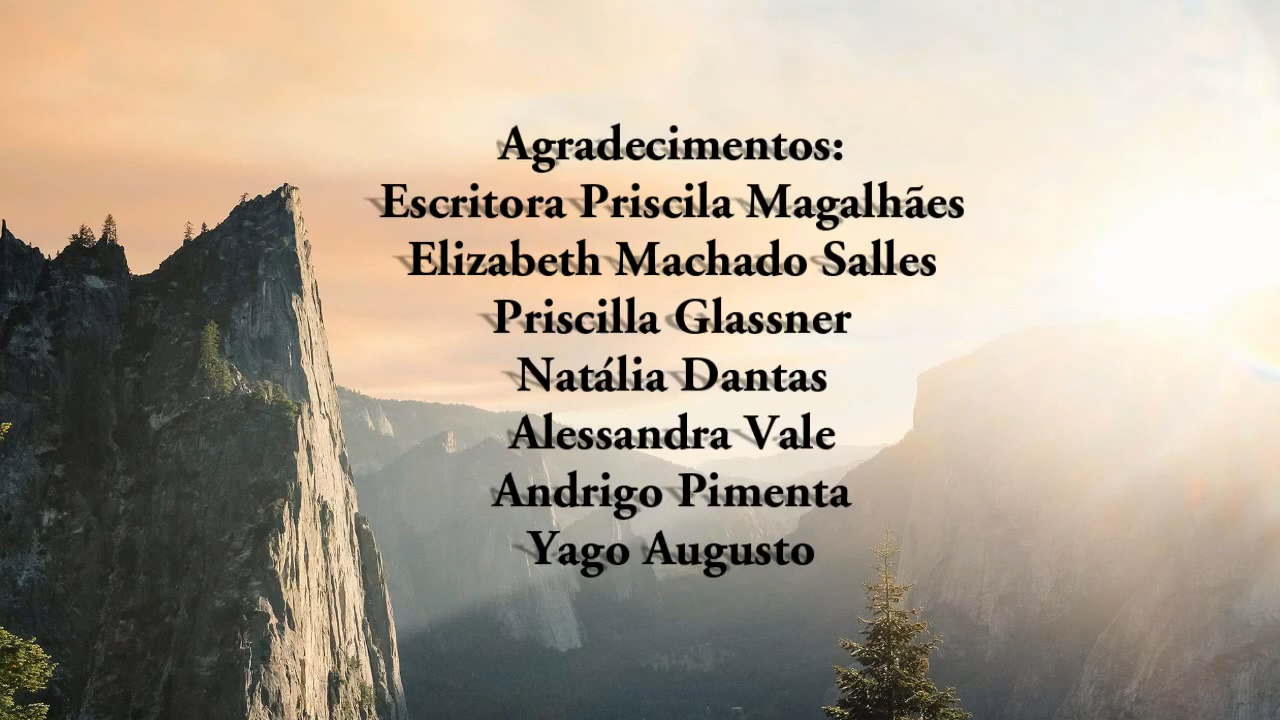 Agradecimentos:
Escritora Priscila Magalhães
Elizabeth Machado Salles
Priscilla Glassner
Natália Dantas
Alessandra Vale
Andrigo Pimenta
Yago Augusto